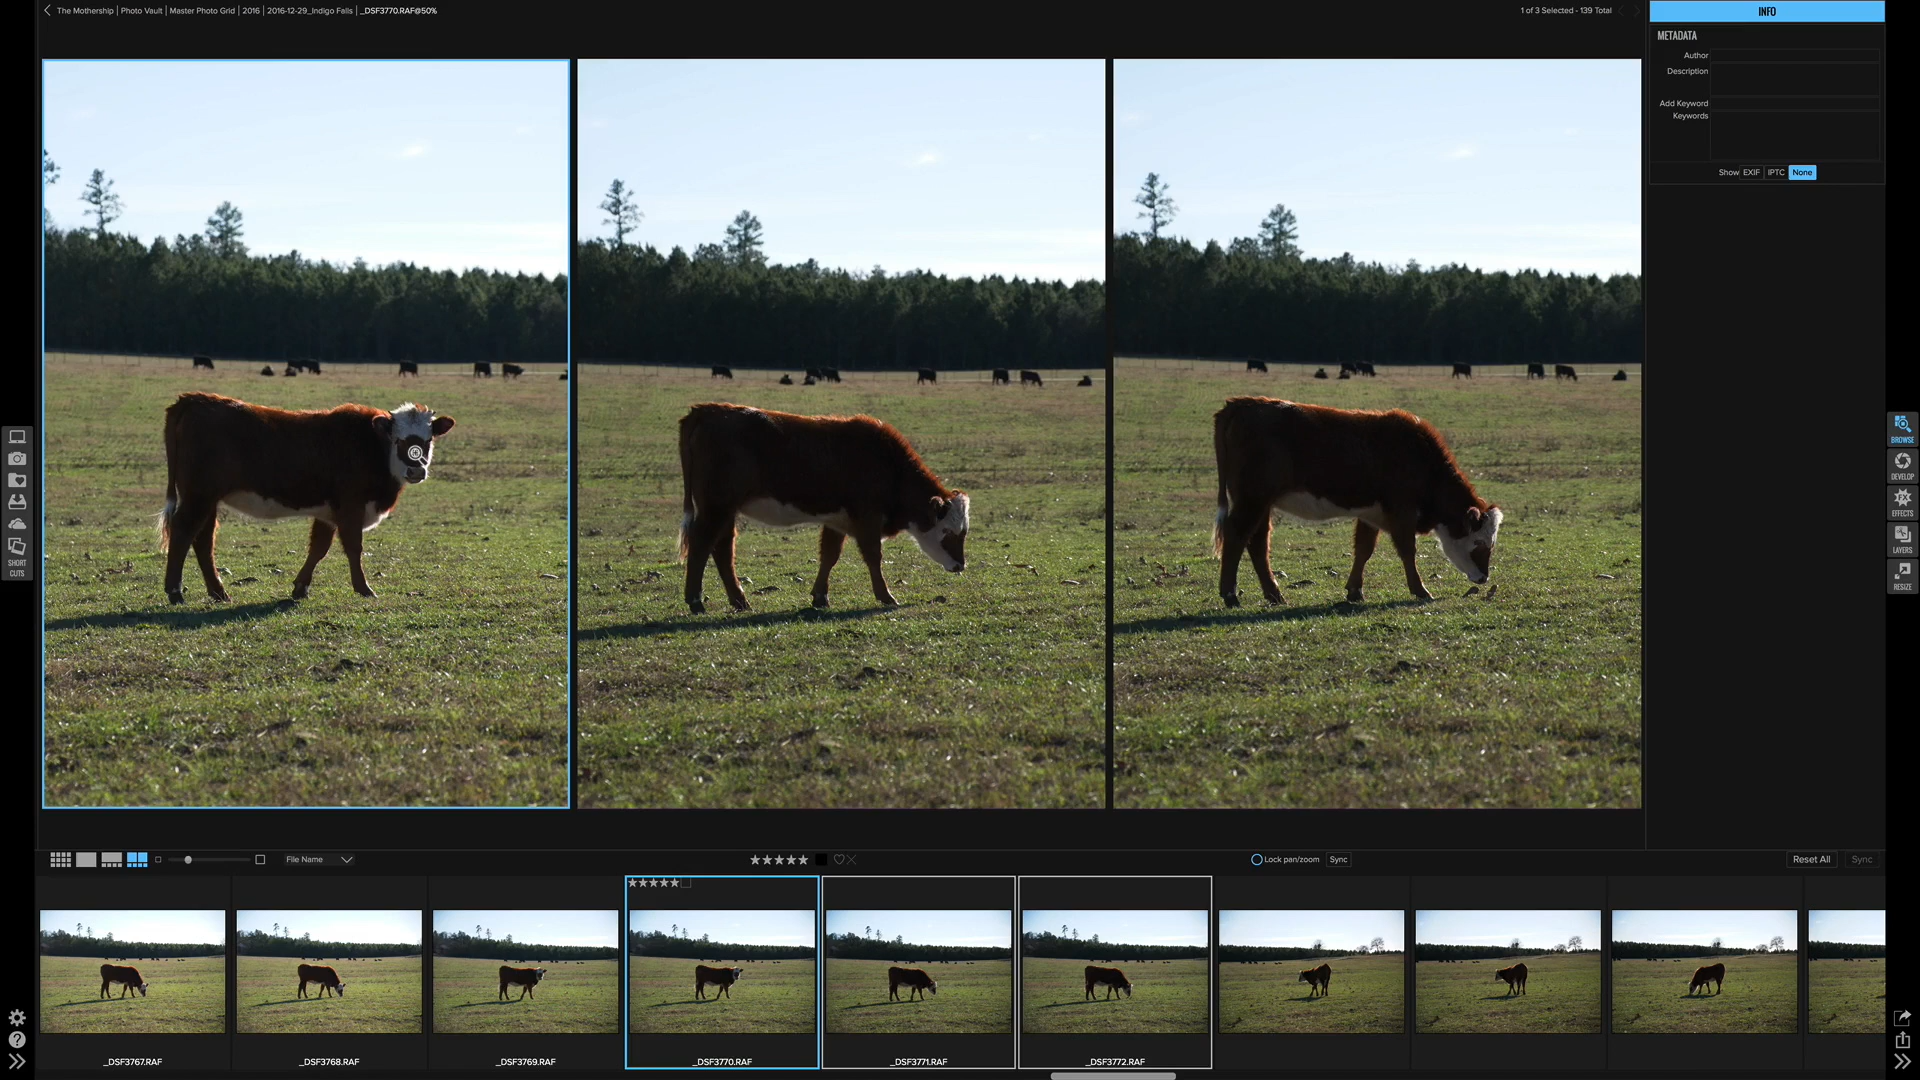 The Mothership | Photo Vault | Master Photo Grid | 2016 | 2016-12-29_Indigo Falls | _DSF3770.RAF@50%
1 of 3 Selected - 139 Total
INFO
METADATA
Author
Description
Add Keyword
Keywords
Show EXIF IPTC None
SHORT
CUTS
BROWSE
DEVELOP
EFFECTS
LAYERS
RESIZE
File Name
Lock pan/zoom Sync
Reset All Sync
_DSF3767.RAF
_DSF3768.RAF
_DSF3769.RAF
_DSF3770.RAF
_DSF3771.RAF
_DSF3772.RAF